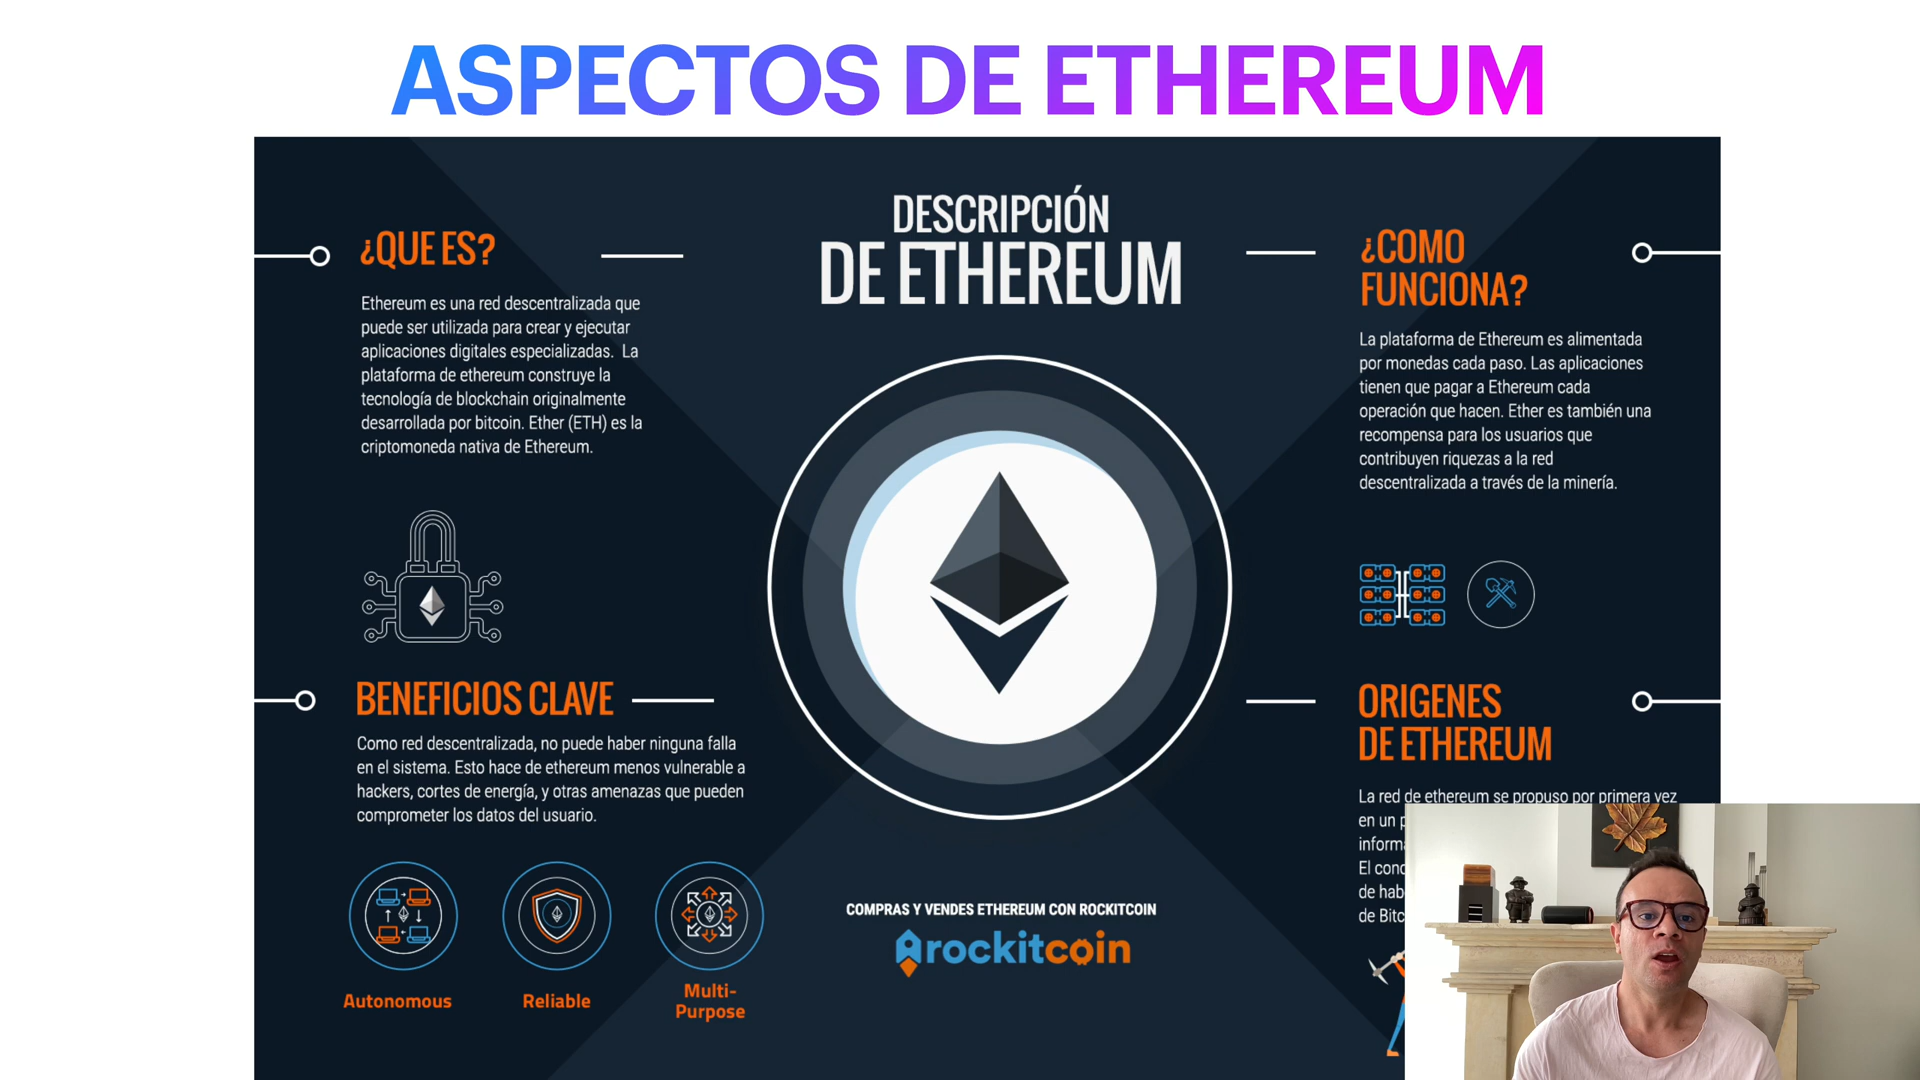 ASPECTOS DE ETHEREUM
DESCRIPCIÓN
DE ETHEREUM
¿QUE ES?
Ethereum es una red descentralizada que
puede ser utilizada para crear y ejecutar
aplicaciones digitales especializadas. La
plataforma de ethereum construye la
tecnología de blockchain originalmente
desarrollada por bitcoin. Ether (ETH) es la
criptomoneda nativa de Ethereum.
¿COMO
FUNCIONA?
La plataforma de Ethereum es alimentada
por monedas cada paso. Las aplicaciones
tienen que pagar a Ethereum cada
operación que hacen. Ether es también una
recompensa para los usuarios que
contribuyen riquezas a la red
descentralizada a través de la minería.
BENEFICIOS CLAVE
Como red descentralizada, no puede haber ninguna falla
en el sistema. Esto hace de ethereum menos vulnerable a
hackers, cortes de energía, y otras amenazas que pueden
comprometer los datos del usuario.
Autonomous
Reliable
Multi-
Purpose
ORIGENES
DE ETHEREUM
La red de ethereum se propuso por primera vez
en un
El
de
de
COMPRAS Y VENDES ETHEREUM CON ROCKITCOIN
rockitcoin